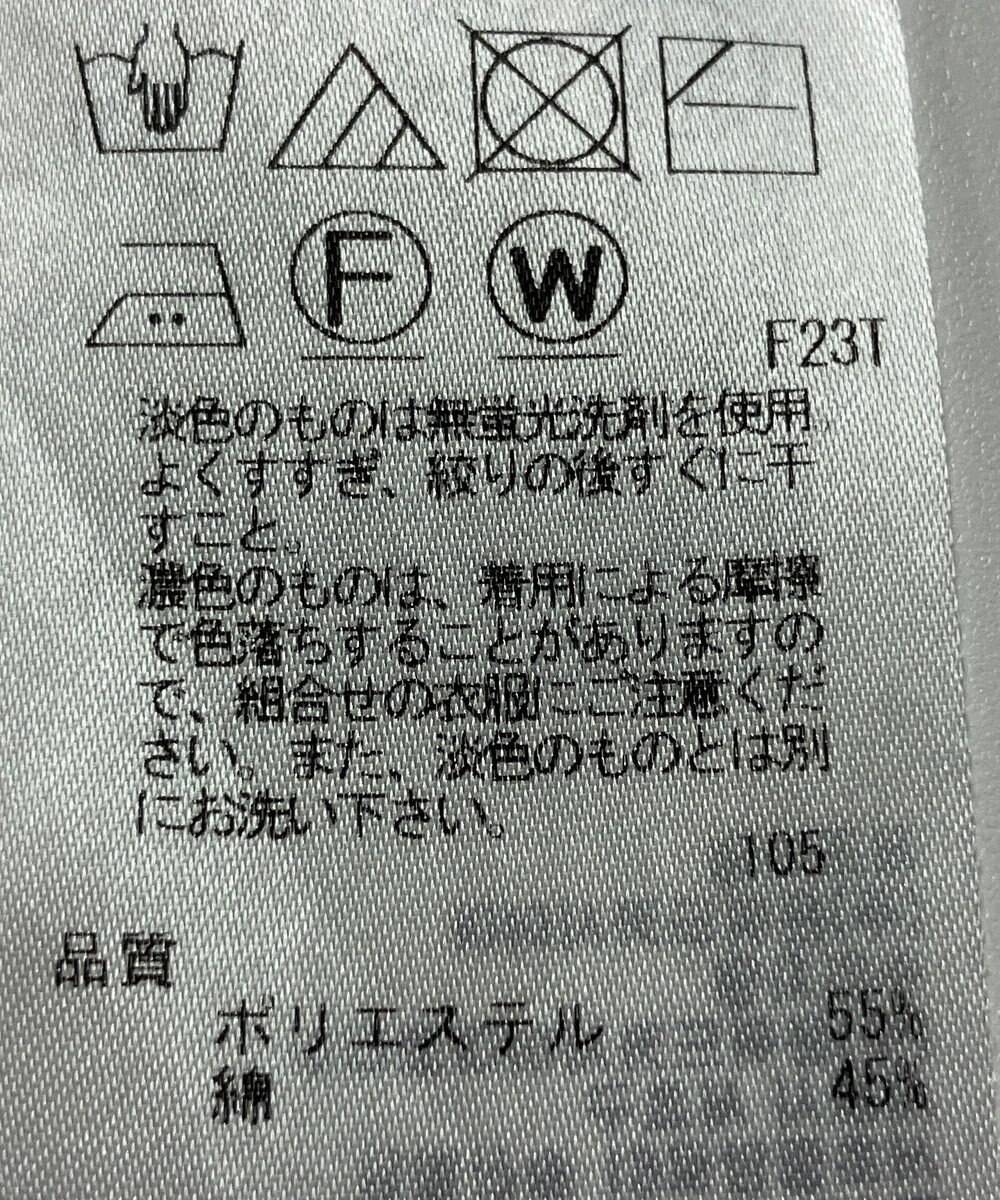 F
W
F23T
淡色のものは無蛍光洗剤を使用
よくすすぎ、絞りの後すぐに干
すこと。
濃色のものは、着用による摩擦
で色落ちすることがありますの
で、組合せの衣服にご注意くだ
さい。また、淡色のものとは別
にお洗い下さい。
105
品質
ポリエステル 55%
綿 45%